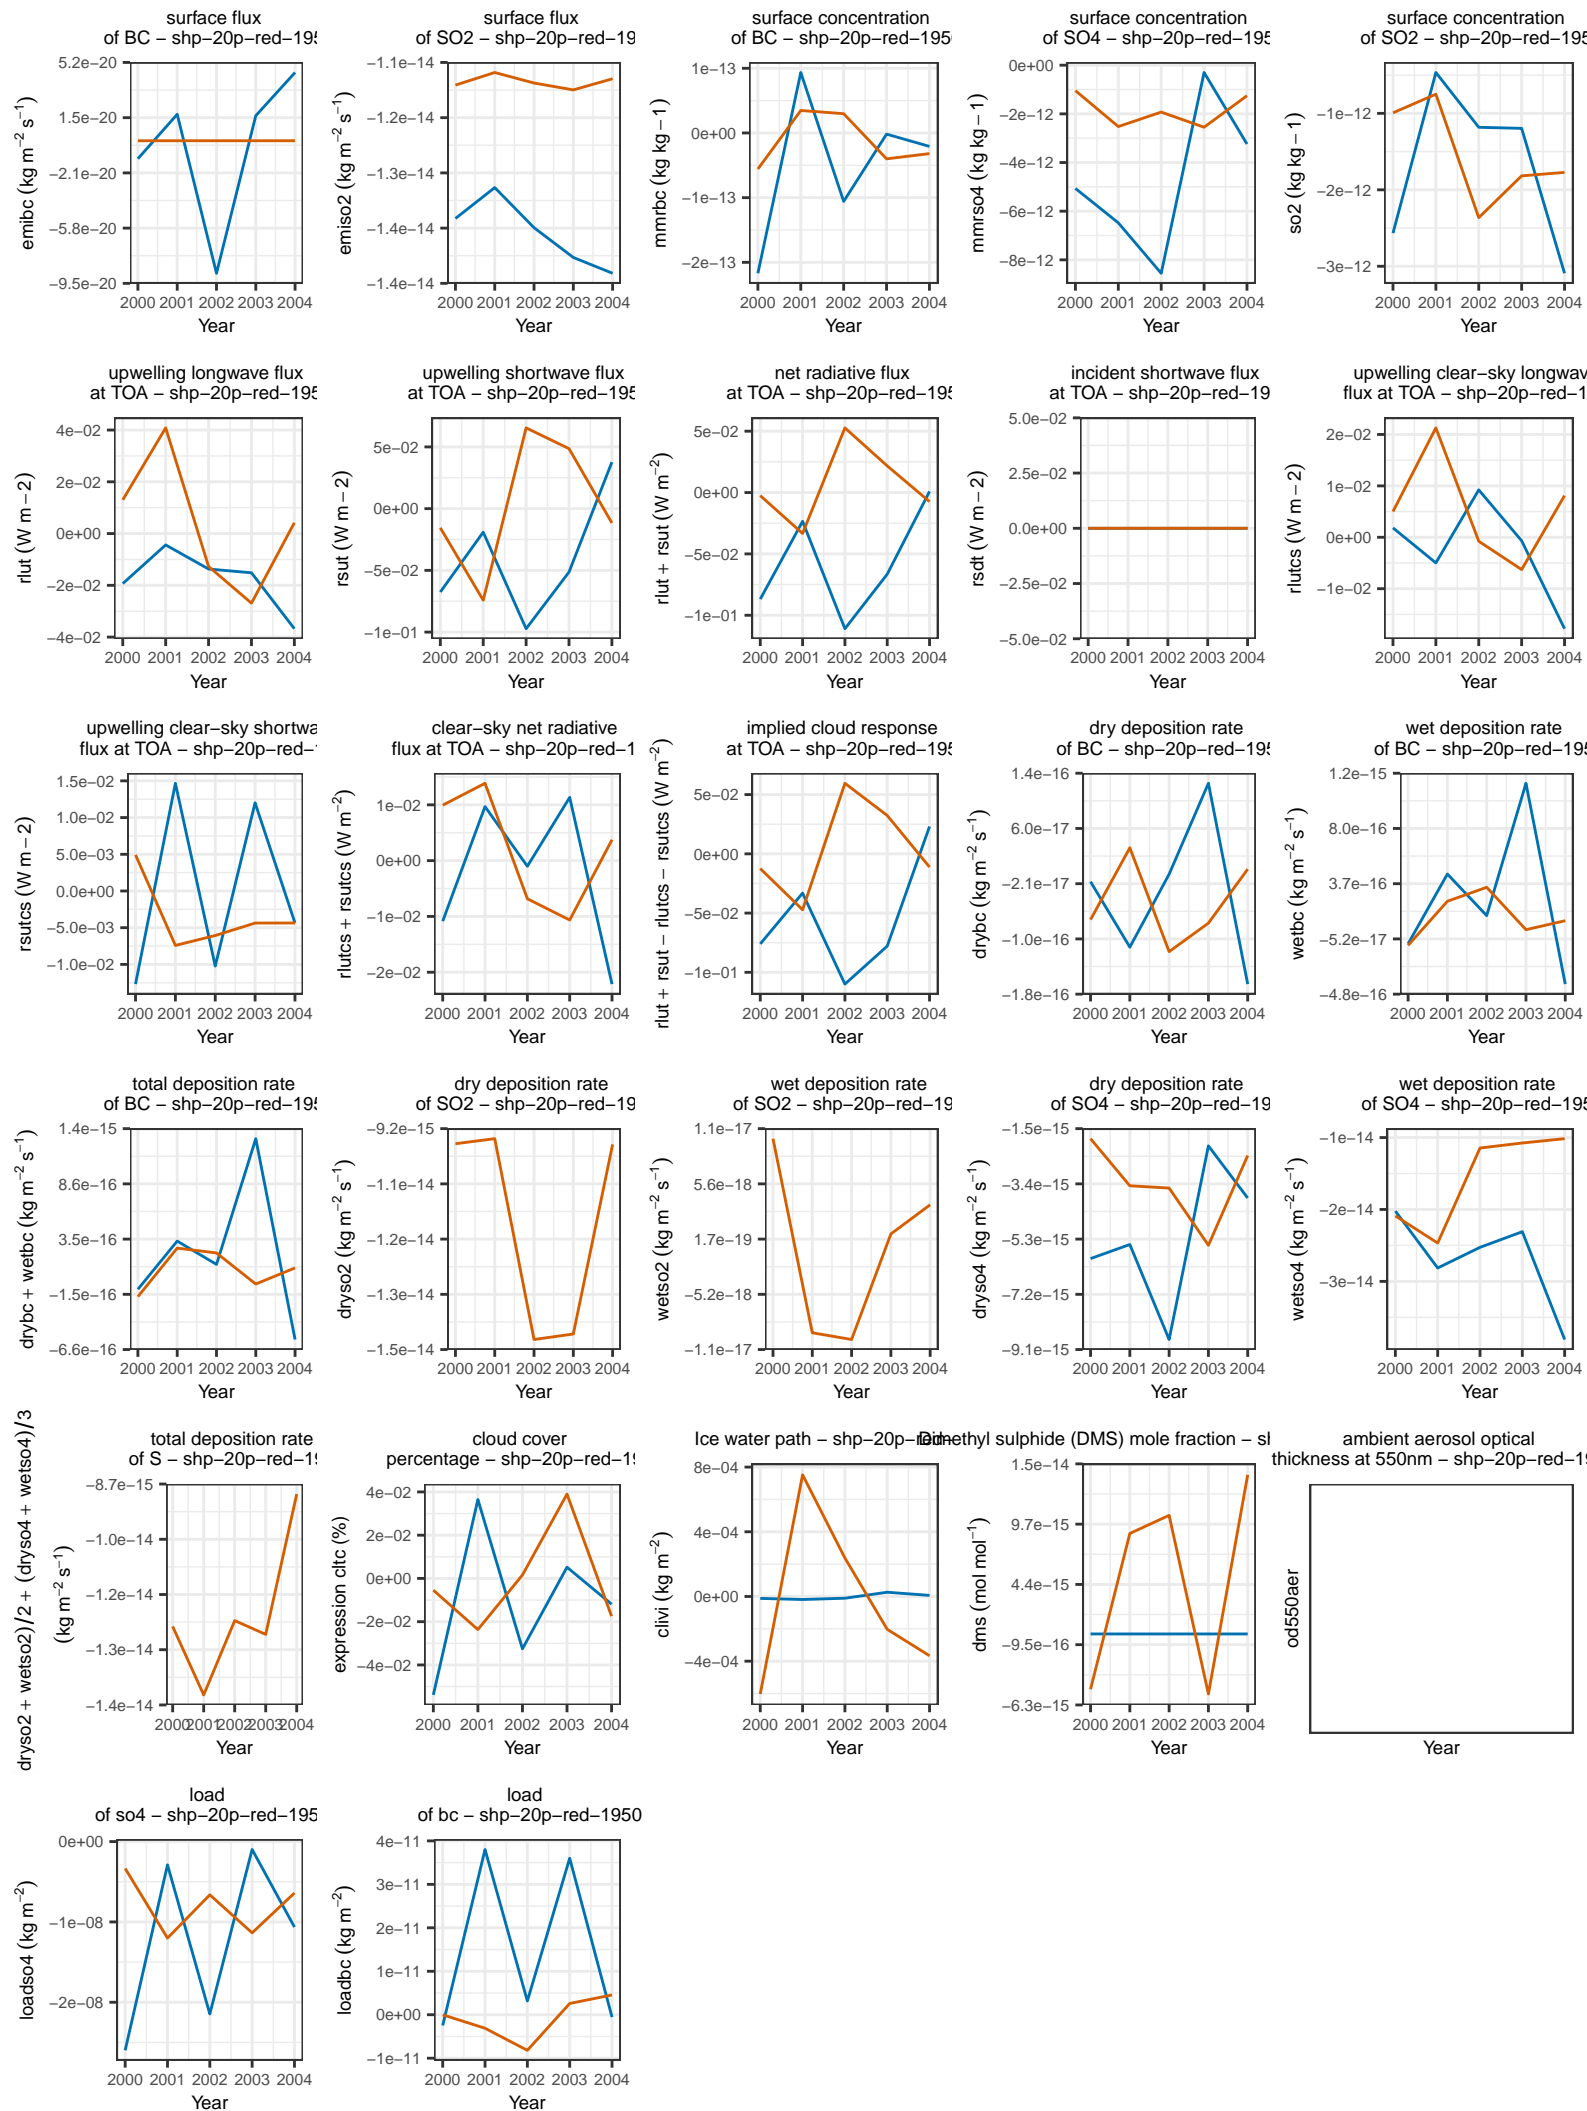 surface flux
of BC − shp−20p−red−195
5.2e−20
1.5e−20
−2.1e−20
−5.8e−20
−9.5e−20
emibc (kg m−2 s−1)
2000 2001 2002 2003 2004
Year
surface flux
of SO2 − shp−20p−red−19
−1.1e−14
−1.2e−14
−1.3e−14
−1.4e−14
−1.4e−14
emiso2 (kg m−2 s−1)
2000 2001 2002 2003 2004
Year
surface concentration
of BC − shp−20p−red−1950
1e−13
0e+00
−1e−13
−2e−13
mmrbc (kg kg − 1)
2000 2001 2002 2003 2004
Year
surface concentration
of SO4 − shp−20p−red−195
0e+00
−2e−12
−4e−12
−6e−12
−8e−12
mmrso4 (kg kg − 1)
2000 2001 2002 2003 2004
Year
surface concentration
of SO2 − shp−20p−red−195
−1e−12
−2e−12
−3e−12
so2 (kg kg − 1)
2000 2001 2002 2003 2004
Year
upwelling longwave flux
at TOA − shp−20p−red−195
4e−02
2e−02
0e+00
−2e−02
−4e−02
rlut (W m − 2)
2000 2001 2002 2003 2004
Year
upwelling shortwave flux
at TOA − shp−20p−red−195
5e−02
0e+00
−5e−02
−1e−01
rsut (W m − 2)
2000 2001 2002 2003 2004
Year
net radiative flux
at TOA − shp−20p−red−195
5e−02
0e+00
−5e−02
−1e−01
rlut + rsut (W m−2)
2000 2001 2002 2003 2004
Year
incident shortwave flux
at TOA − shp−20p−red−19
5.0e−02
2.5e−02
0.0e+00
−2.5e−02
−5.0e−02
rsdt (W m − 2)
2000 2001 2002 2003 2004
Year
upwelling clear−sky longwav
flux at TOA − shp−20p−red−1
2e−02
1e−02
0e+00
−1e−02
rlutcs (W m − 2)
2000 2001 2002 2003 2004
Year
upwelling clear−sky shortwa
flux at TOA − shp−20p−red−1
1.5e−02
1.0e−02
5.0e−03
0.0e+00
−5.0e−03
−1.0e−02
rsutcs (W m − 2)
2000 2001 2002 2003 2004
Year
clear−sky net radiative
flux at TOA − shp−20p−red−1
1e−02
0e+00
−1e−02
−2e−02
rlutcs + rsutcs (W m−2)
2000 2001 2002 2003 2004
Year
implied cloud response
at TOA − shp−20p−red−195
5e−02
0e+00
−5e−02
−1e−01
rlut + rsut − rlutcs − rsutcs (W m−2)
2000 2001 2002 2003 2004
Year
dry deposition rate
of BC − shp−20p−red−195
1.4e−16
6.0e−17
−2.1e−17
−1.0e−16
−1.8e−16
drybc (kg m−2 s−1)
2000 2001 2002 2003 2004
Year
wet deposition rate
of BC − shp−20p−red−195
1.2e−15
8.0e−16
3.7e−16
−5.2e−17
−4.8e−16
wetbc (kg m−2 s−1)
2000 2001 2002 2003 2004
Year
total deposition rate
of BC − shp−20p−red−195
1.4e−15
8.6e−16
3.5e−16
−1.5e−16
−6.6e−16
drybc + wetbc (kg m−2 s−1)
2000 2001 2002 2003 2004
Year
dry deposition rate
of SO2 − shp−20p−red−19
−9.2e−15
−1.1e−14
−1.2e−14
−1.3e−14
−1.5e−14
dryso2 (kg m−2 s−1)
2000 2001 2002 2003 2004
Year
wet deposition rate
of SO2 − shp−20p−red−19
1.1e−17
5.6e−18
1.7e−19
−5.2e−18
−1.1e−17
wetso2 (kg m−2 s−1)
2000 2001 2002 2003 2004
Year
dry deposition rate
of SO4 − shp−20p−red−19
−1.5e−15
−3.4e−15
−5.3e−15
−7.2e−15
−9.1e−15
dryso4 (kg m−2 s−1)
2000 2001 2002 2003 2004
Year
wet deposition rate
of SO4 − shp−20p−red−195
−1e−14
−2e−14
−3e−14
wetso4 (kg m−2 s−1)
2000 2001 2002 2003 2004
Year
total deposition rate
of S − shp−20p−red−19
−8.7e−15
−1.0e−14
−1.2e−14
−1.3e−14
−1.4e−14
dryso2 + wetso2)/2 + (dryso4 + wetso4)/3
(kg m−2 s−1)
2000 2001 2002 2003 2004
Year
cloud cover
percentage − shp−20p−red−19
4e−02
2e−02
0e+00
−2e−02
−4e−02
expression cltc (%)
2000 2001 2002 2003 2004
Year
Ice water path − shp−20p−red−
8e−04
4e−04
0e+00
−4e−04
clivi (kg m−2)
2000 2001 2002 2003 2004
Year
Dimethyl sulphide (DMS) mole fraction − sh
1.5e−14
9.7e−15
4.4e−15
−9.5e−16
−6.3e−15
dms (mol mol−1)
2000 2001 2002 2003 2004
Year
ambient aerosol optical
thickness at 550nm − shp−20p−red−19
od550aer
Year
load
of so4 − shp−20p−red−195
0e+00
−1e−08
−2e−08
loadso4 (kg m−2)
2000 2001 2002 2003 2004
Year
load
of bc − shp−20p−red−1950
4e−11
3e−11
2e−11
1e−11
0e+00
−1e−11
loadbc (kg m−2)
2000 2001 2002 2003 2004
Year